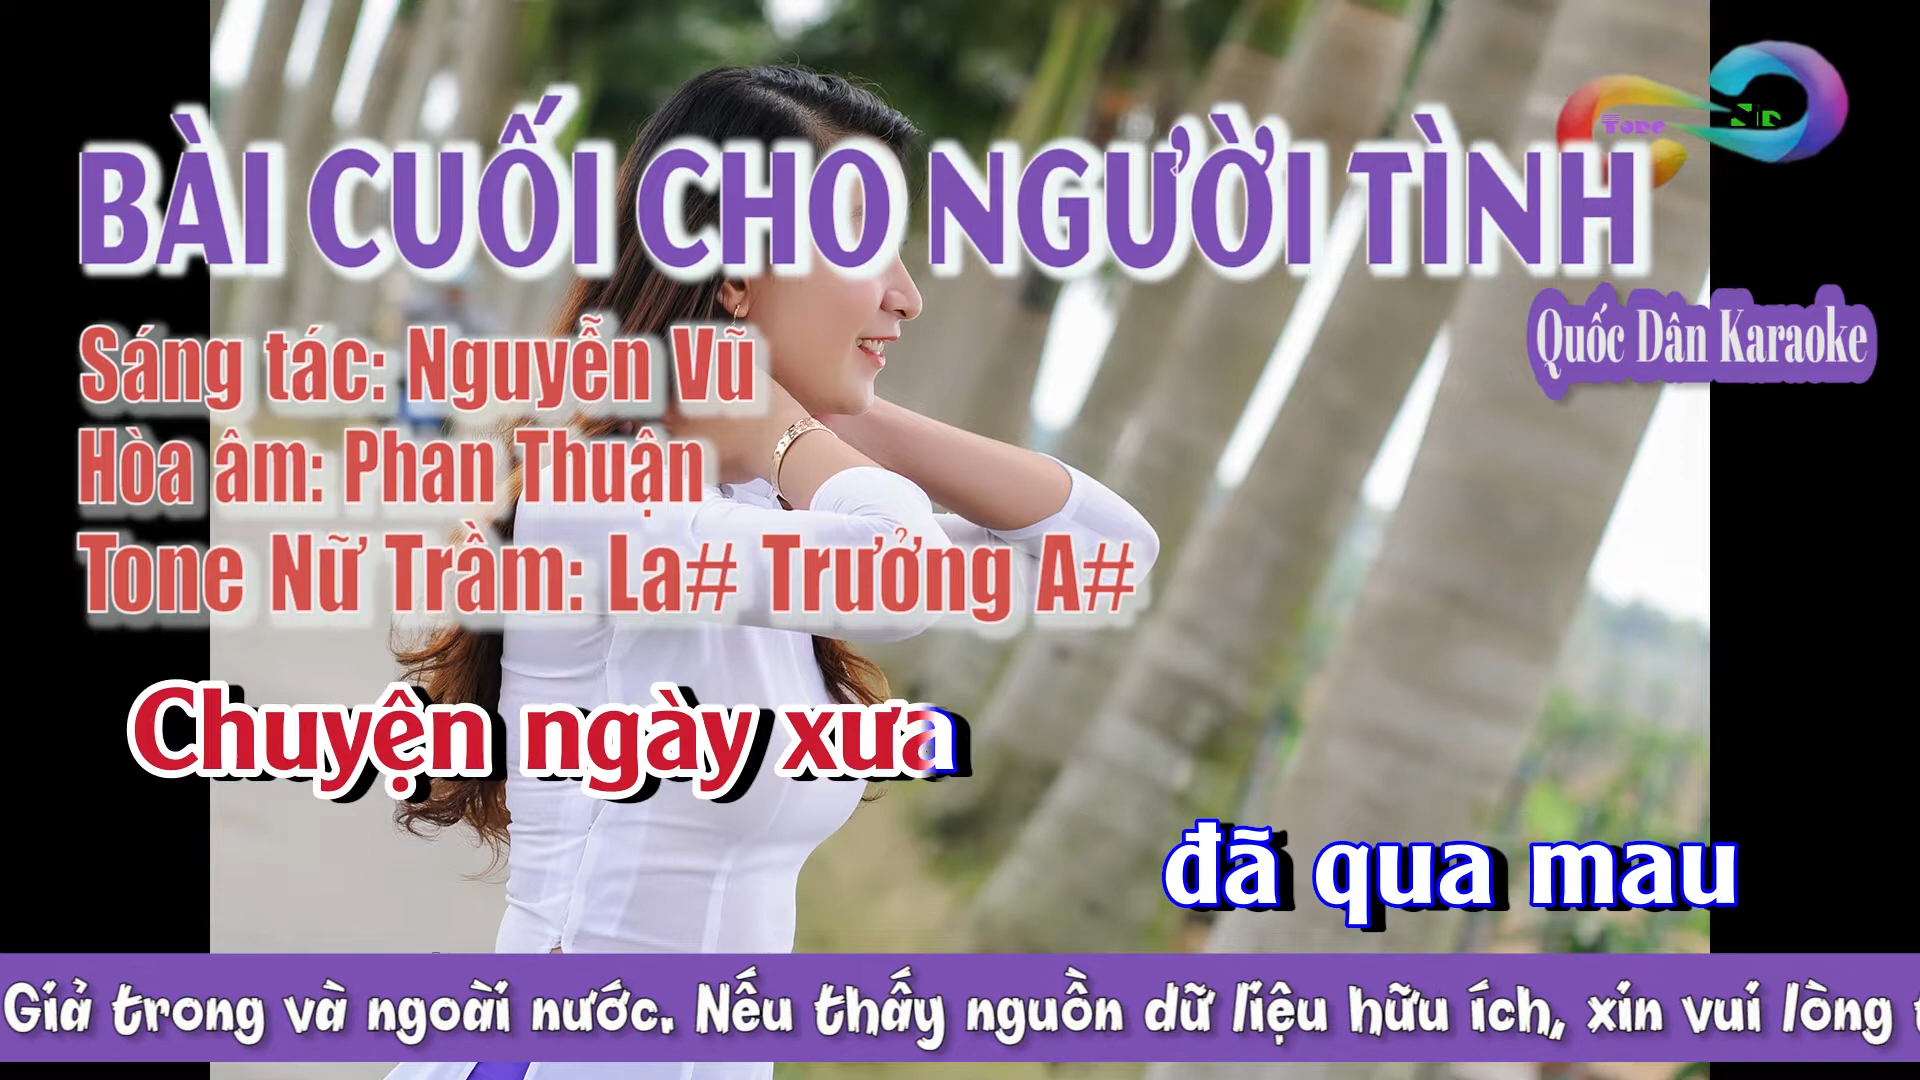 BÀI CUỐI CHO NGƯỜI TÌNH
Tone Sin
Quốc Dân Karaoke
Sáng tác: Nguyễn Vũ
Hòa âm: Phan Thuận
Tone Nữ Trầm: La# Trưởng A#
Chuyện ngày xưa
đã qua mau
Giả trong và ngoài nước. Nếu thấy nguồn dữ liệu hữu ích, xin vui lòng